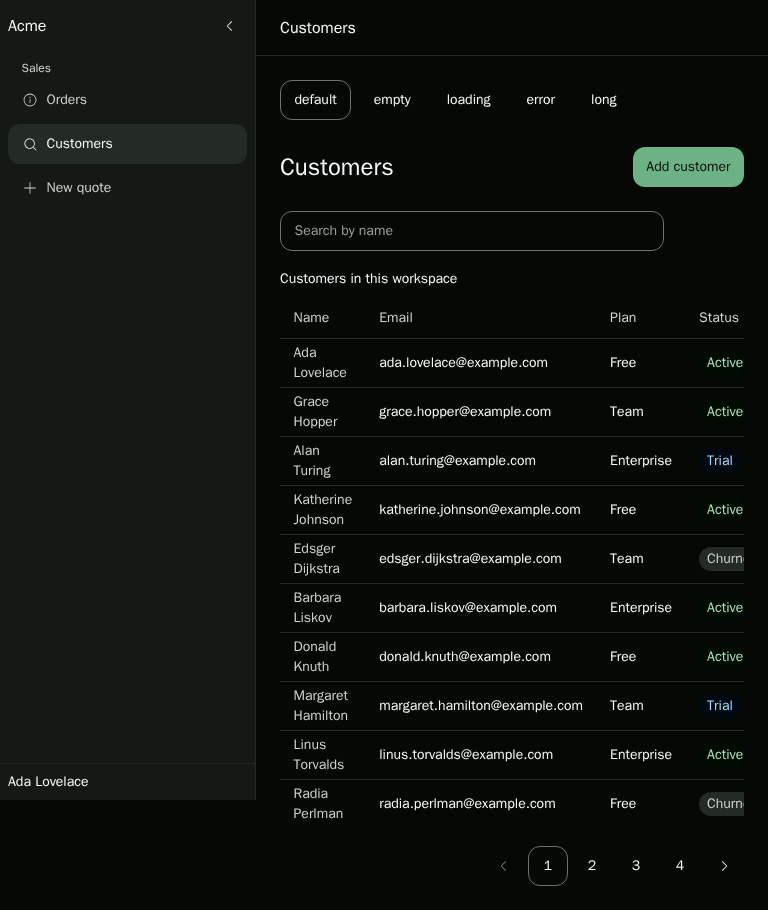 Acme
Sales
Orders
Customers
New quote
Ada Lovelace
Customers
default empty loading error long
Customers
Add customer
Search by name
Customers in this workspace
Name Email Plan Status
Ada Lovelace ada.lovelace@example.com Free Active
Grace Hopper grace.hopper@example.com Team Active
Alan Turing alan.turing@example.com Enterprise Trial
Katherine Johnson katherine.johnson@example.com Free Active
Edsger Dijkstra edsger.dijkstra@example.com Team Churn
Barbara Liskov barbara.liskov@example.com Enterprise Active
Donald Knuth donald.knuth@example.com Free Active
Margaret Hamilton margaret.hamilton@example.com Team Trial
Linus Torvalds linus.torvalds@example.com Enterprise Active
Radia Perlman radia.perlman@example.com Free Churn
1 2 3 4